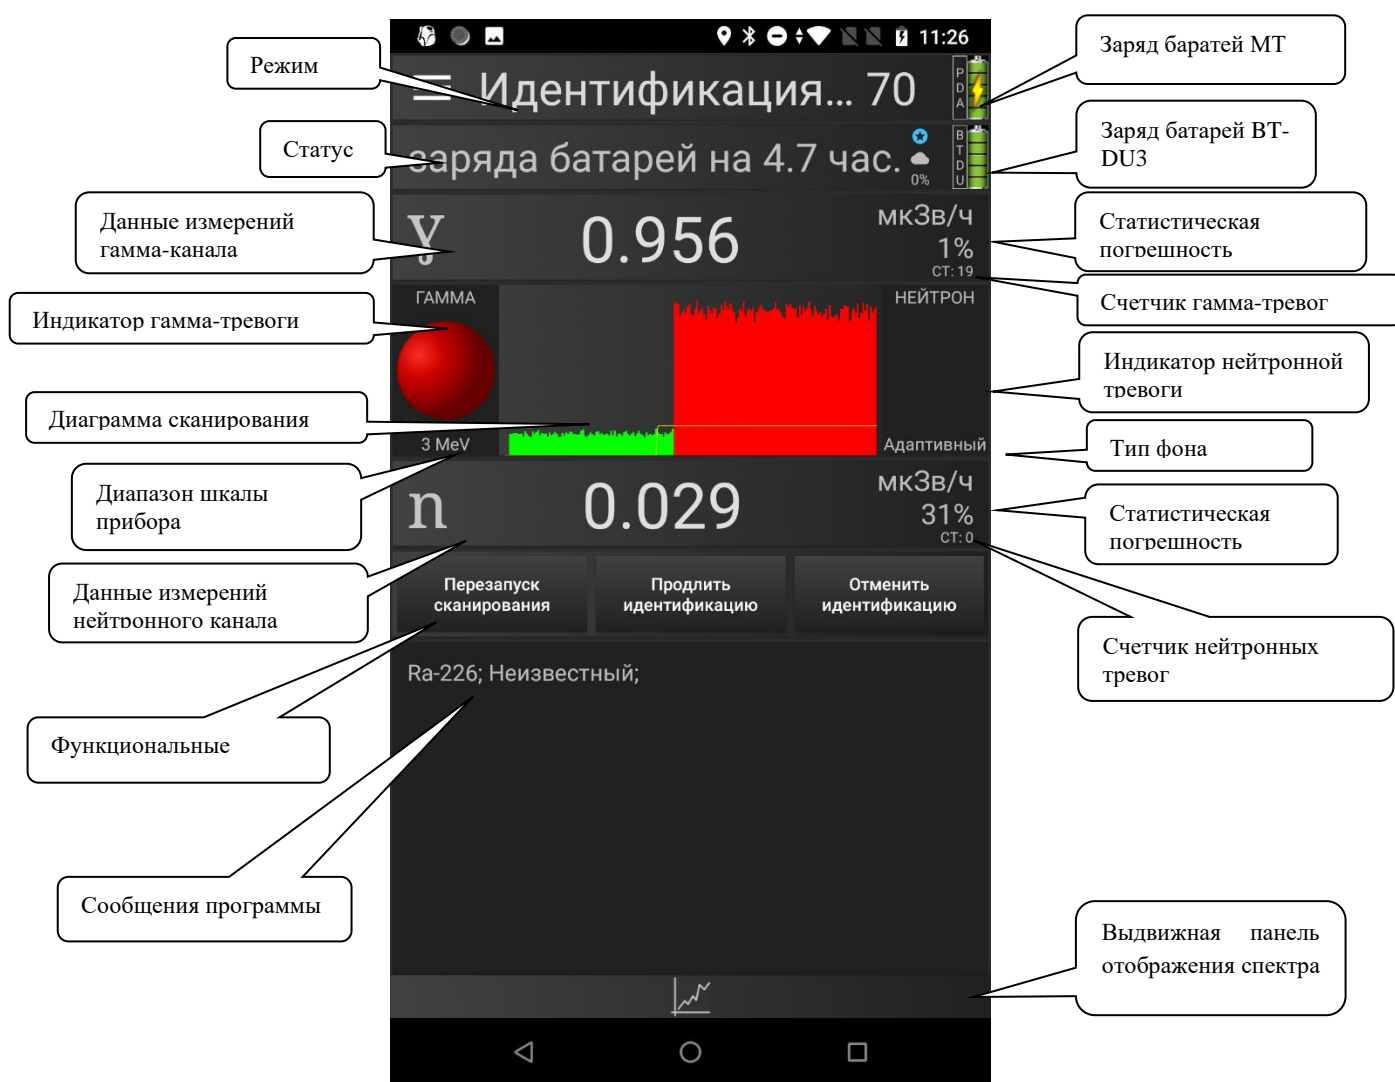 Режим
Статус
Данные измерений
гамма-канала
Индикатор гамма-тревоги
Диаграмма сканирования
Диапазон шкалы
прибора
Данные измерений
нейтронного канала
Функциональные
Сообщения программы
11:26
Идентификация... 70
PDA
заряда батарей на 4.7 час.
0%
BTDU
γ 0.956 мкЗв/ч
1%
CT: 19
ГАММА
НЕЙТРОН
3 MeV
Адаптивный
n 0.029 мкЗв/ч
31%
CT: 0
Перезапуск
сканирования
Продлить
идентификацию
Отменить
идентификацию
Ra-226; Неизвестный;
Заряд баратей МТ
Заряд батарей BT-
DU3
Статистическая
погрешность
Счетчик гамма-тревог
Индикатор нейтронной
тревоги
Тип фона
Статистическая
погрешность
Счетчик нейтронных
тревог
Выдвижная панель
отображения спектра